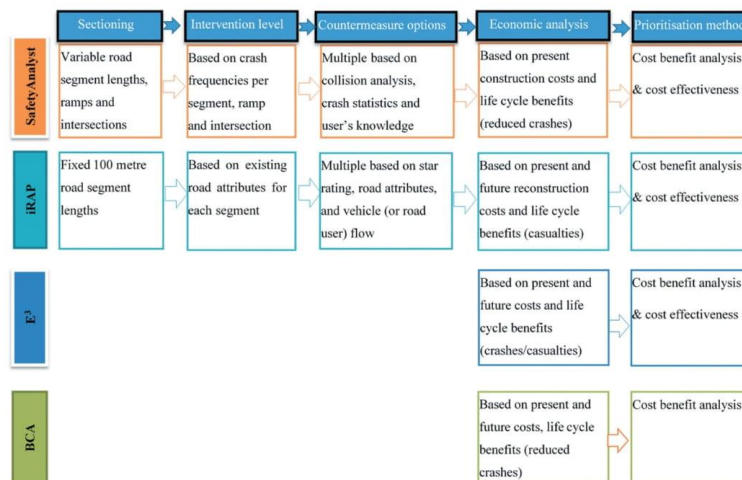 Sectioning
Intervention level
Countermeasure options
Economic analysis
Prioritisation method
SafetyAnalyst
Variable road
segment lengths,
ramps and
intersections
Based on crash
frequencies per
segment, ramp
and intersection
Multiple based on
collision analysis,
crash statistics and
user's knowledge
Based on present
construction costs and
life cycle benefits
(reduced crashes)
Cost benefit analysis
& cost effectiveness
iRAP
Fixed 100 metre
road segment
lengths
Based on existing
road attributes for
each segment
Multiple based on star
rating, road attributes,
and vehicle (or road
user) flow
Based on present and
future reconstruction
costs and life cycle
benefits (casualties)
Cost benefit analysis
& cost effectiveness
E³
Based on present and
future costs and life
cycle benefits
(crashes/casualties)
Cost benefit analysis
& cost effectiveness
BCA
Based on present and
future costs, life cycle
benefits (reduced
crashes)
Cost benefit analysis